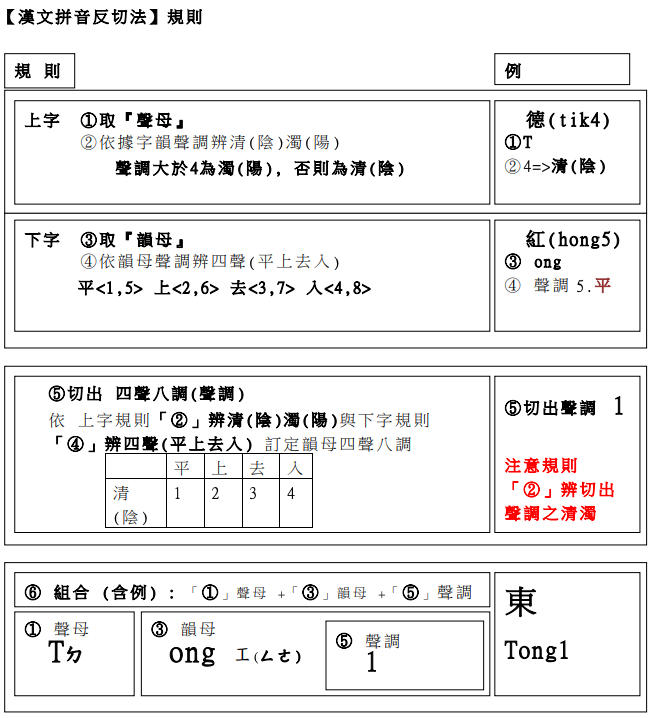 【漢文拼音反切法】規則
規 則
例
上字 ①取『聲母』
②依據字韻聲調辨清(陰)濁(陽)
聲調大於4為濁(陽), 否則為清(陰)
德(tik4)
①T
②4=>清(陰)
下字 ③取『韻母』
④依韻母聲調辨四聲(平上去入)
平<1,5> 上<2,6> 去<3,7> 入<4,8>
紅(hong5)
③ ong
④ 聲調 5.平
⑤切出 四聲八調(聲調)
依 上字規則「②」辨清(陰)濁(陽)與下字規則
「④」辨四聲(平上去入) 訂定韻母四聲八調
平 上 去 入
清 1 2 3 4
(陰)
⑤切出聲調 1
注意規則
「②」辨切出
聲調之清濁
⑥ 組合 (含例) : 「①」聲母 +「③」韻母 +「⑤」聲調
① 聲母
Tㄉ
③ 韻母
ong ㆲ(ㄥㄜ)
⑤ 聲調
1
東
Tong1